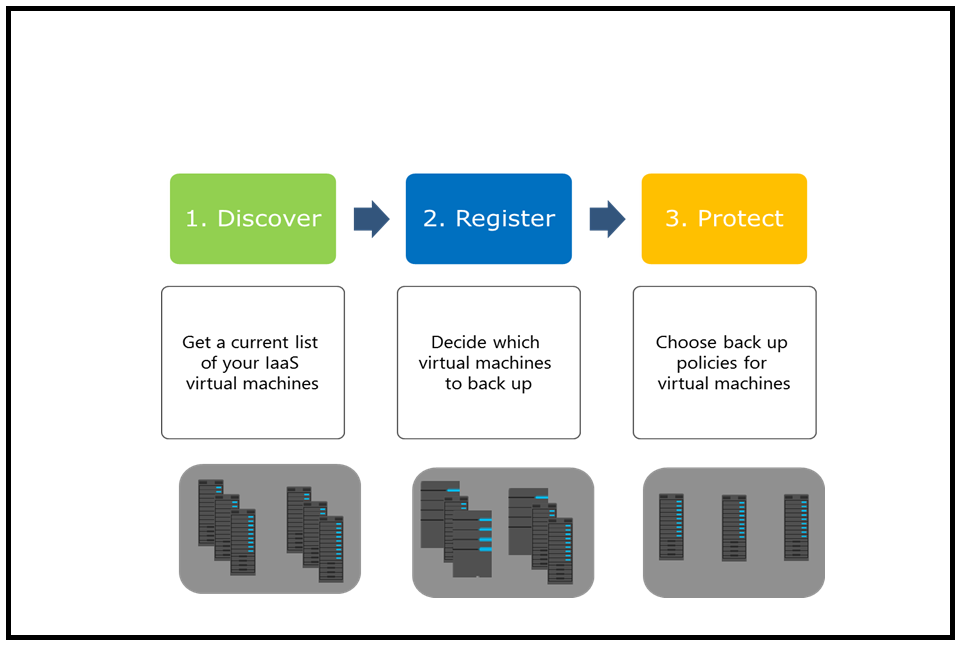 1. Discover
2. Register
3. Protect
Get a current list
of your IaaS
virtual machines
Decide which
virtual machines
to back up
Choose back up
policies for
virtual machines